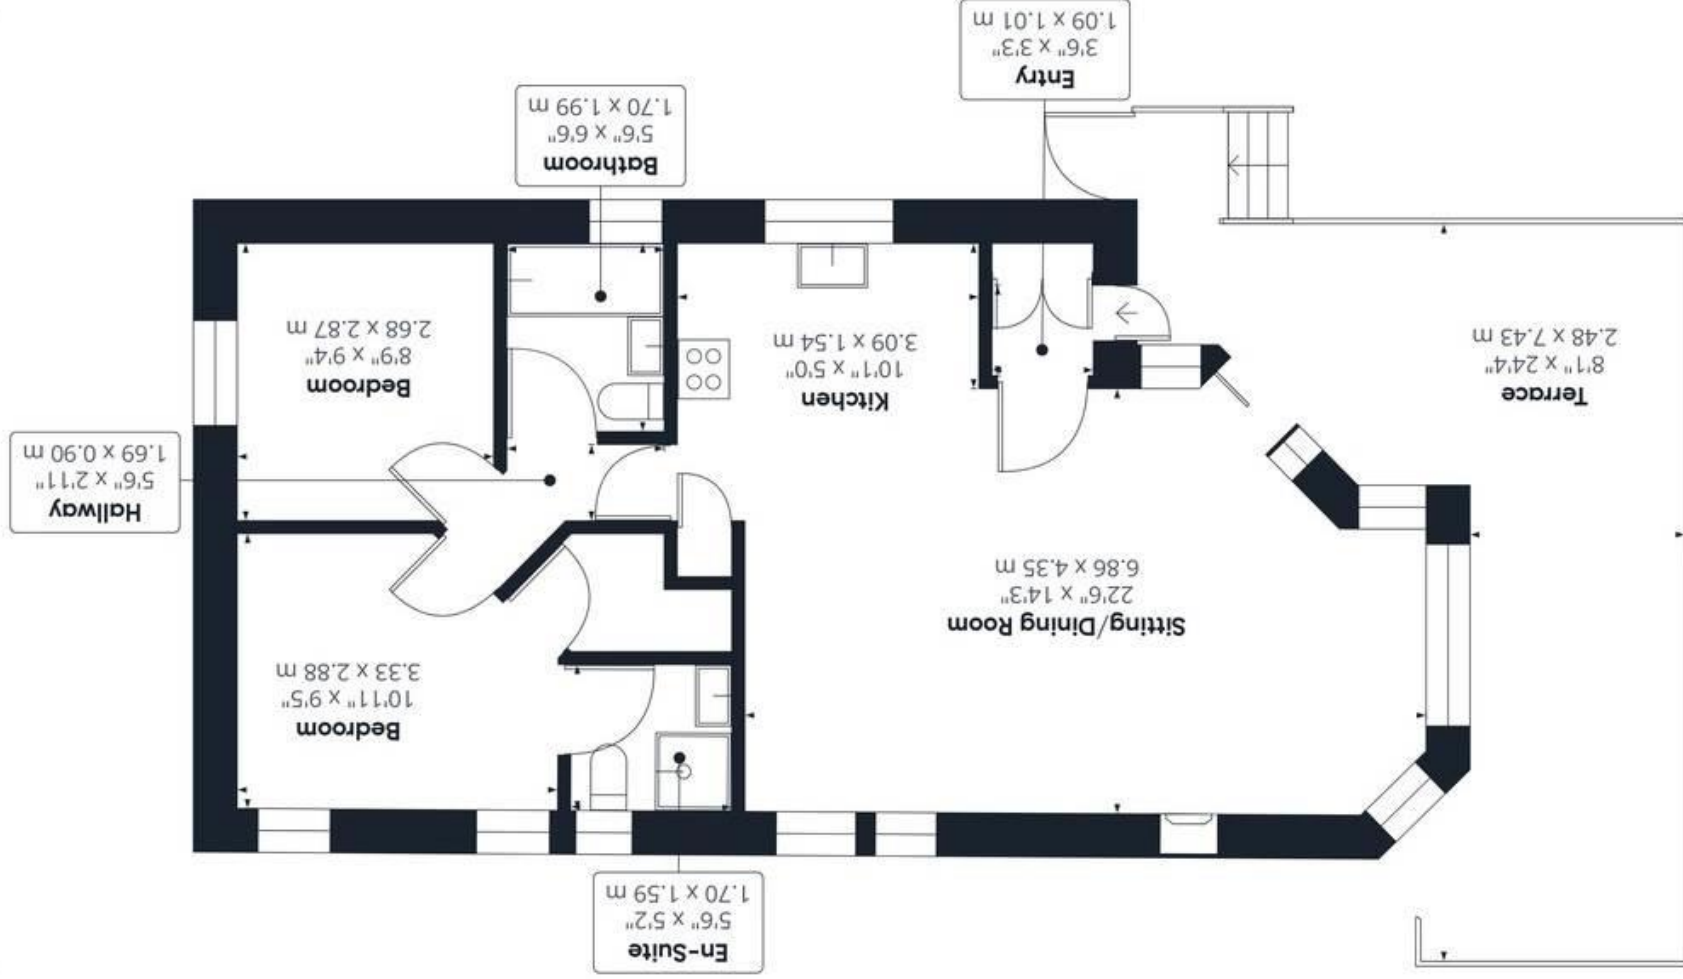 En-Suite
5'6" x 5'2"
1.70 x 1.59 m
Bedroom
10'11" x 9'5"
3.33 x 2.88 m
Sitting/Dining Room
22'6" x 14'3"
6.86 x 4.35 m
Hallway
5'6" x 2'11"
1.69 x 0.90 m
Terrace
8'1" x 24'4"
2.48 x 7.43 m
Kitchen
10'1" x 5'0"
3.09 x 1.54 m
Bedroom
8'9" x 9'4"
2.68 x 2.87 m
Bathroom
5'6" x 6'6"
1.70 x 1.99 m
Entry
3'6" x 3'3"
1.09 x 1.01 m